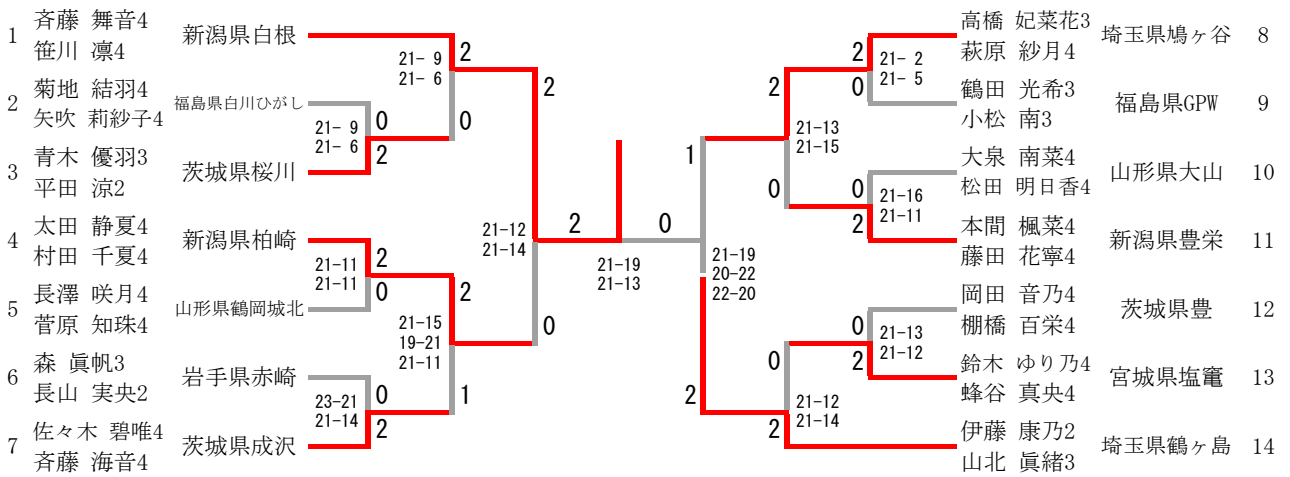 1
斉藤 舞音4
笹川 凛4
新潟県白根
2
菊地 結羽4
矢吹 莉紗子4
福島県白川ひがし
3
青木 優羽3
平田 涼2
茨城県桜川
4
太田 静夏4
村田 千夏4
新潟県柏崎
5
長澤 咲月4
菅原 知珠4
山形県鶴岡城北
6
森 眞帆3
長山 実央2
岩手県赤崎
7
佐々木 碧唯4
斉藤 海音4
茨城県成沢
21- 9
21- 6
2
0
21- 9
21- 6
0
2
21-11
21-11
2
0
21-15
19-21
21-11
2
1
23-21
21-14
0
2
21-12
21-14
2
0
2
0
21-19
21-13
1
2
21-19
20-22
22-20
2
0
21-13
21-15
2
0
21- 2
21- 5
0
2
21-16
21-11
0
2
21-12
21-14
0
2
21-13
21-12
高橋 妃菜花3
萩原 紗月4
埼玉県鳩ヶ谷
8
鶴田 光希3
小松 南3
福島県GPW
9
大泉 南菜4
松田 明日香4
山形県大山
10
本間 楓菜4
藤田 花寧4
新潟県豊栄
11
岡田 音乃4
棚橋 百栄4
茨城県豊
12
鈴木 ゆり乃4
蜂谷 真央4
宮城県塩竈
13
伊藤 康乃2
山北 眞緒3
埼玉県鶴ヶ島
14